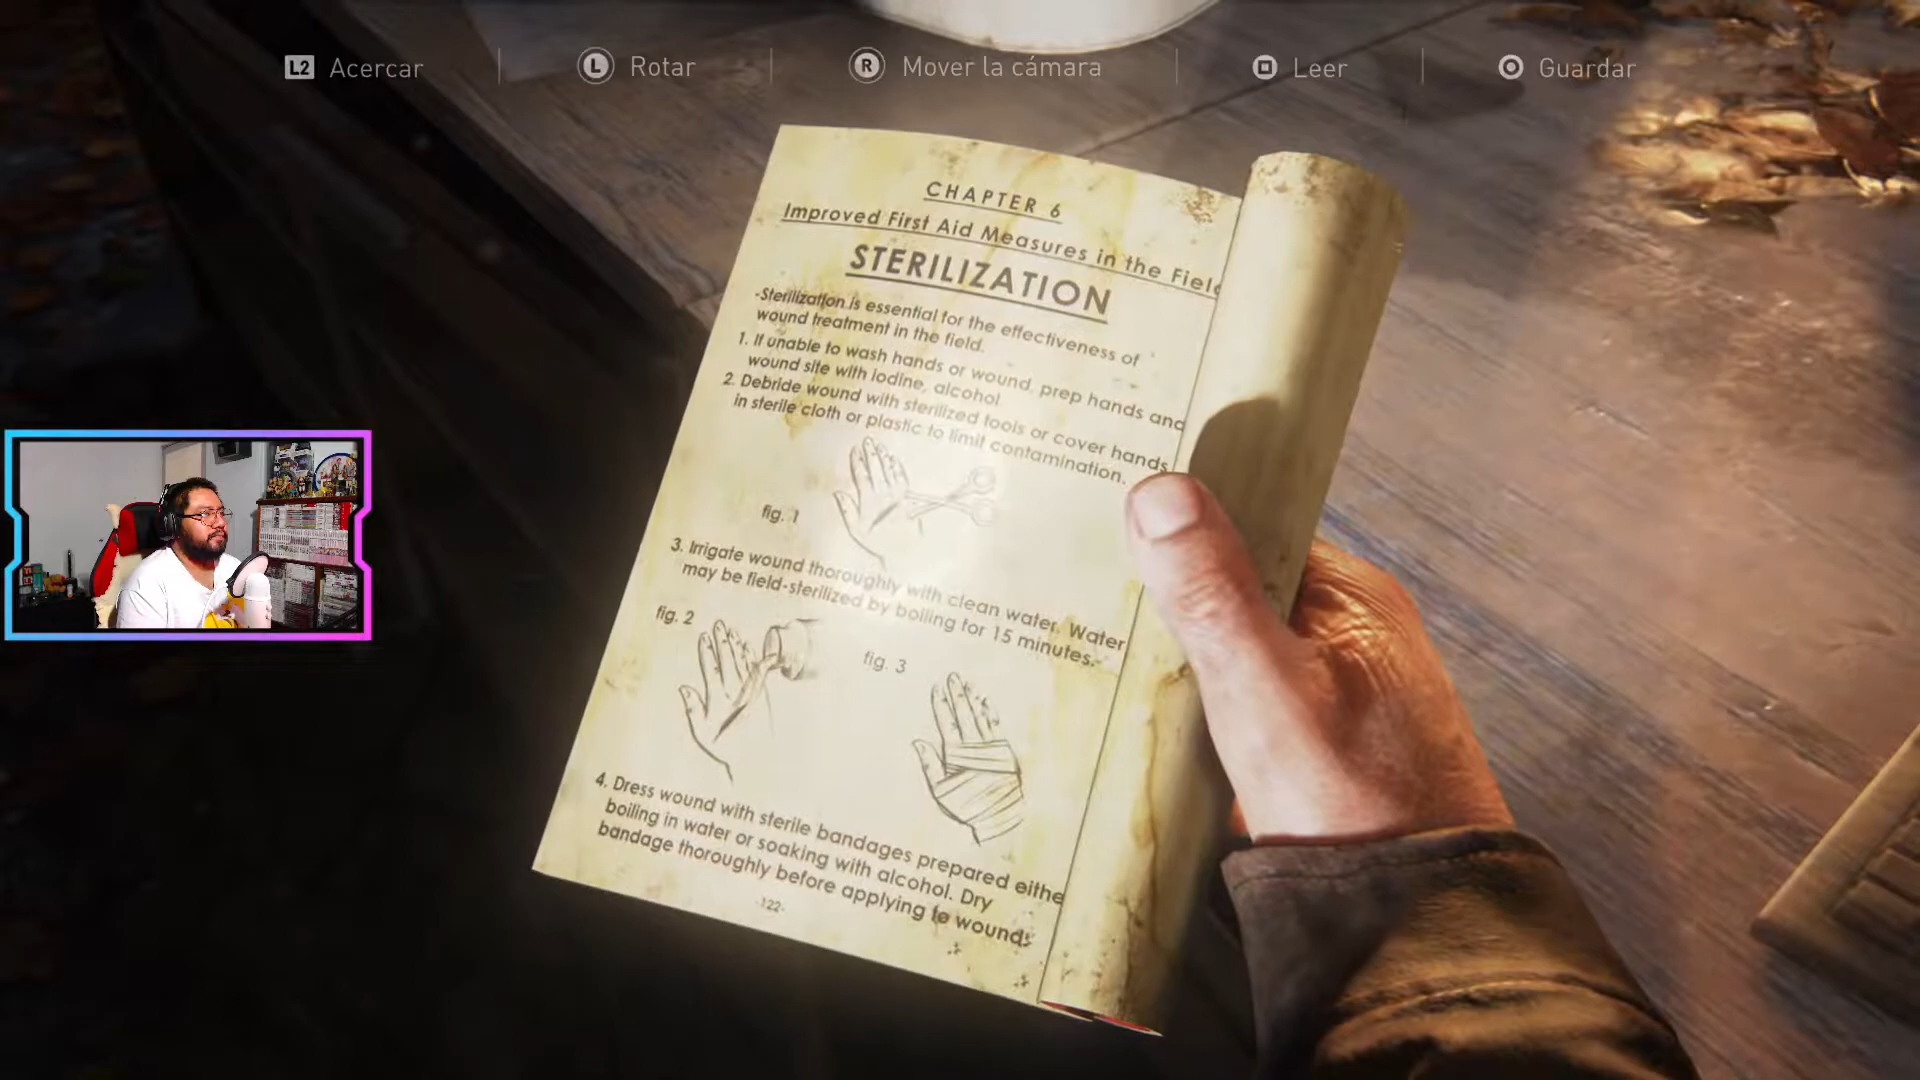 L2 Acercar
L Rotar
R Mover la cámara
Leer
Guardar
CHAPTER 6
Improved First Aid Measures in the Field
STERILIZATION
-Sterilization is essential for the effectiveness of
wound treatment in the field.
1. If unable to wash hands or wound, prep hands and
wound site with iodine, alcohol.
2. Debride wound with sterilized tools or cover hands
in sterile cloth or plastic to limit contamination.
fig. 1
3. Irrigate wound thoroughly with clean water. Water
may be field-sterilized by boiling for 15 minutes.
fig. 2
fig. 3
4. Dress wound with sterile bandages prepared eithe
boiling in water or soaking with alcohol. Dry
bandage thoroughly before applying to wound.
-122-